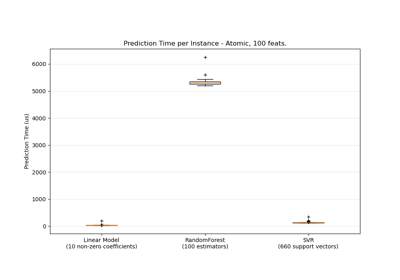 Prediction Time per Instance - Atomic, 100 feats.
6000
5000
4000
3000
2000
1000
0
Prediction Time (us)
Linear Model
(10 non-zero coefficients)
RandomForest
(100 estimators)
SVR
(660 support vectors)